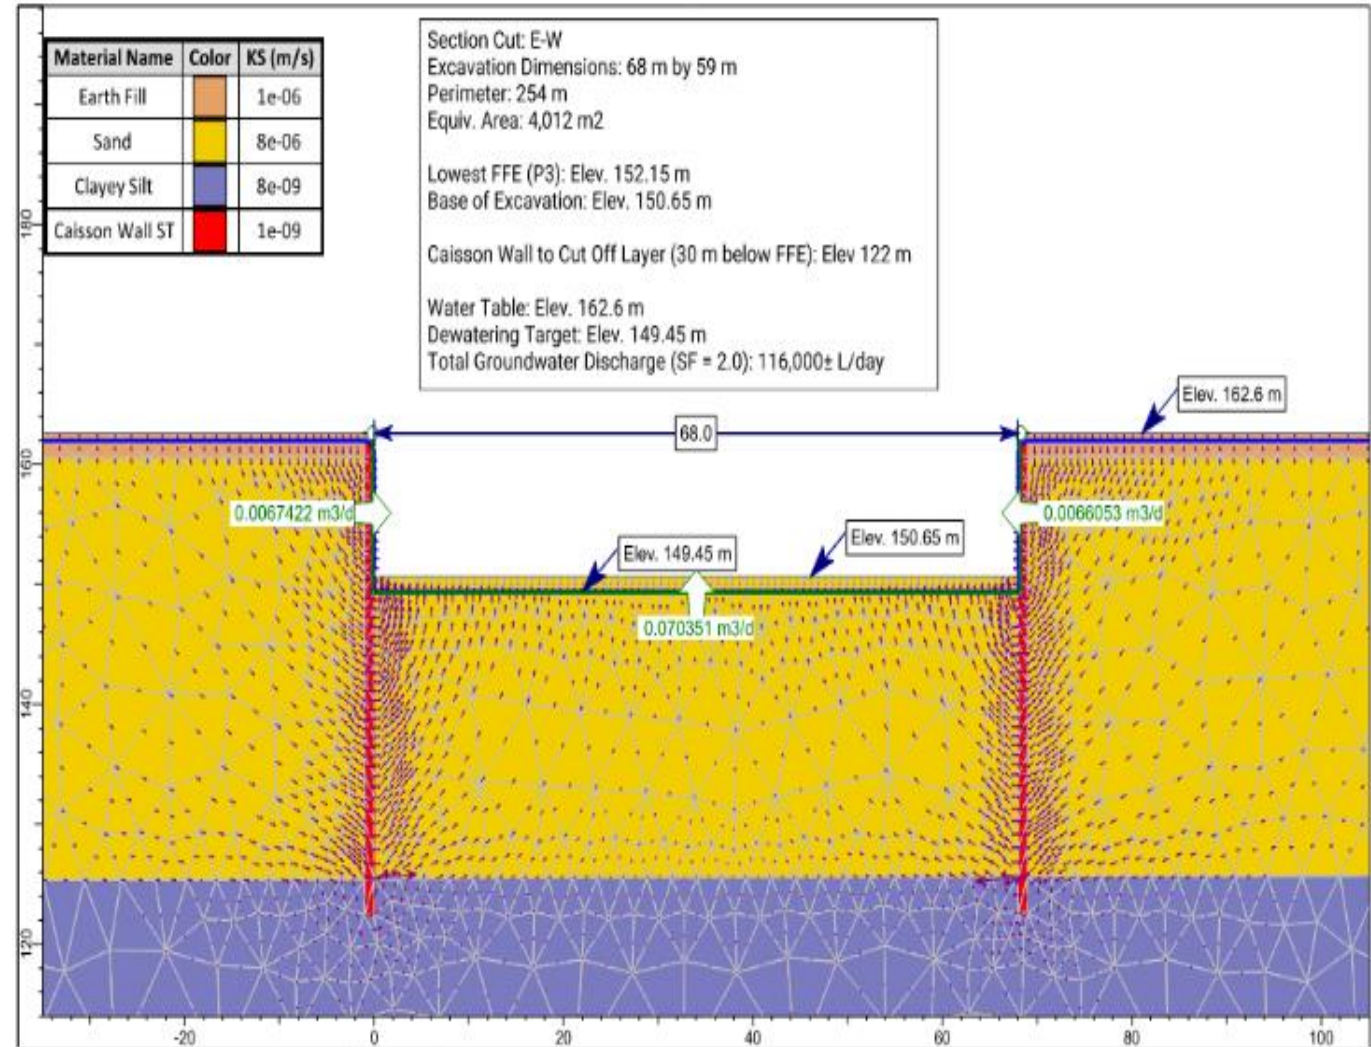 Material Name Color KS (m/s)
Earth Fill 1e-06
Sand 8e-06
Clayey Silt 8e-09
Caisson Wall ST 1e-09
Section Cut: E-W
Excavation Dimensions: 68 m by 59 m
Perimeter: 254 m
Equiv. Area: 4,012 m2
Lowest FFE (P3): Elev. 152.15 m
Base of Excavation: Elev. 150.65 m
Caisson Wall to Cut Off Layer (30 m below FFE): Elev 122 m
Water Table: Elev. 162.6 m
Dewatering Target: Elev. 149.45 m
Total Groundwater Discharge (SF = 2.0): 116,000± L/day
Elev. 162.6 m
68.0
0.0067422 m3/d
0.0066053 m3/d
Elev. 149.45 m
Elev. 150.65 m
0.070351 m3/d
180
160
140
120
-20 0 20 40 60 80 100